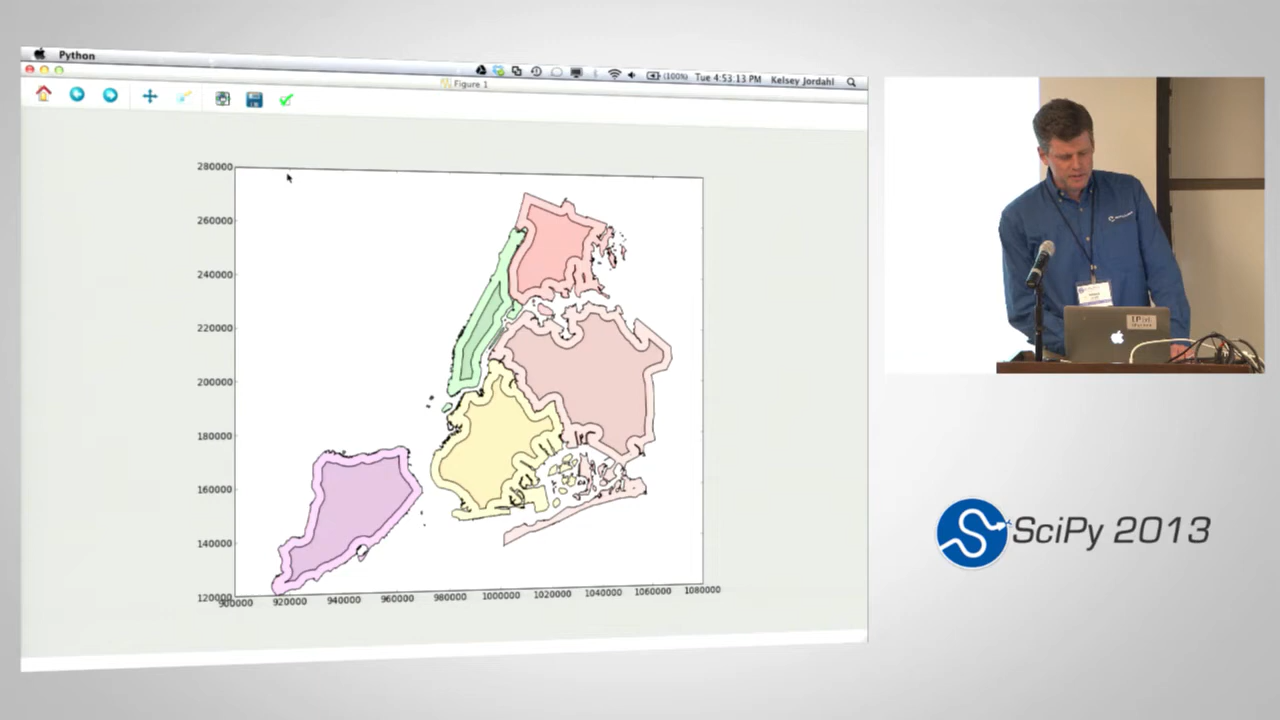 Python
(100%) Tue 4:53:13 PM Kelsey Jordahl
Figure 1
280000
260000
240000
220000
200000
180000
160000
140000
120000
900000 920000 940000 960000 980000 1000000 1020000 1040000 1060000 1080000
SciPy 2013